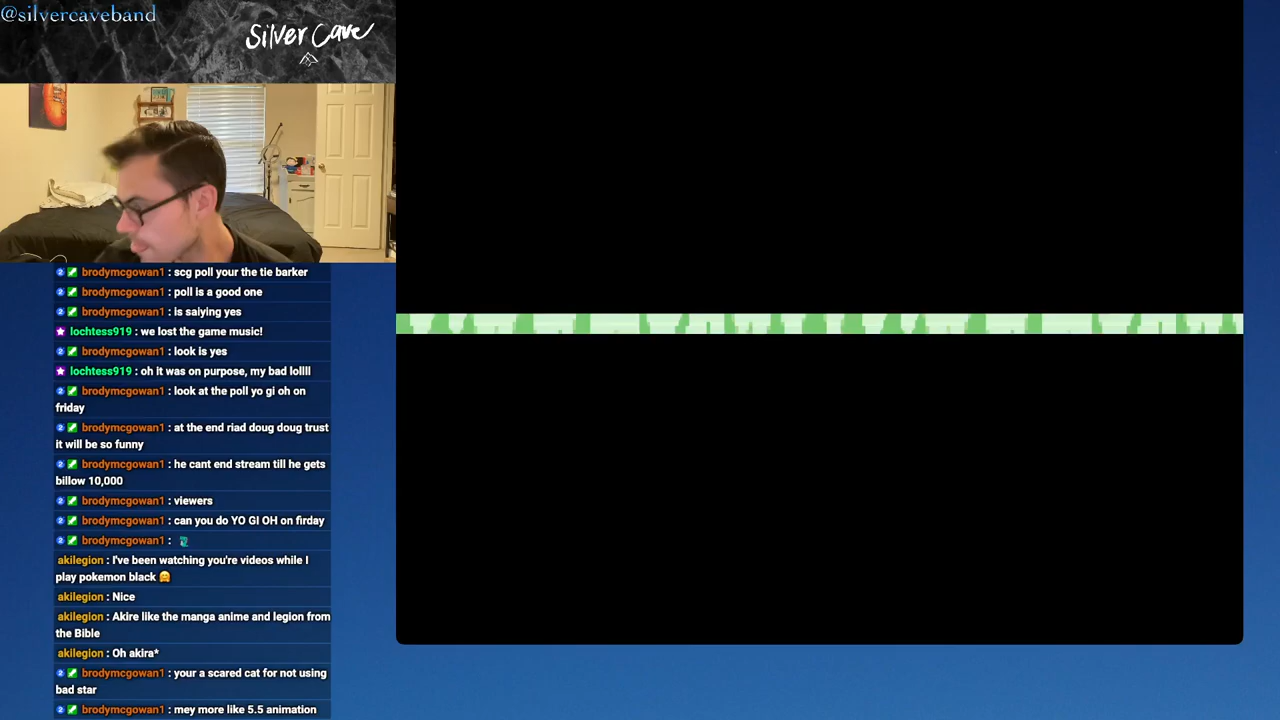 @silvercaveband
Silver Cave
brodymcgowan1 : scg poll your the tie barker
brodymcgowan1 : poll is a good one
brodymcgowan1 : is saiying yes
lochtess919 : we lost the game music!
brodymcgowan1 : look is yes
lochtess919 : oh it was on purpose, my bad lollll
brodymcgowan1 : look at the poll yo gi oh on
friday
brodymcgowan1 : at the end riad doug doug trust
it will be so funny
brodymcgowan1 : he cant end stream till he gets
billow 10,000
brodymcgowan1 : viewers
brodymcgowan1 : can you do YO GI OH on firday
brodymcgowan1 :
akilegion : I've been watching you're videos while I
play pokemon black
akilegion : Nice
akilegion : Akire like the manga anime and legion from
the Bible
akilegion : Oh akira*
brodymcgowan1 : your a scared cat for not using
bad star
brodymcgowan1 : mey more like 5.5 animation